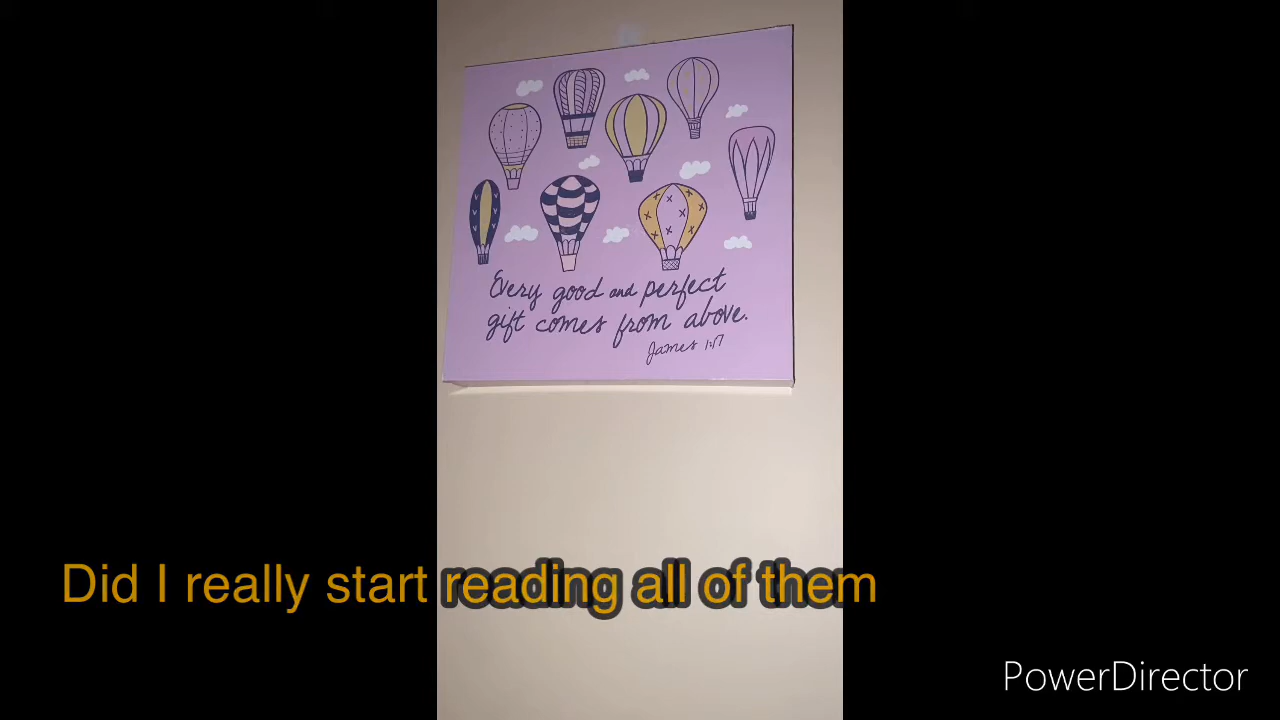 Every good and perfect
gift comes from above.
James 1:17
Did I really start reading all of them
PowerDirector